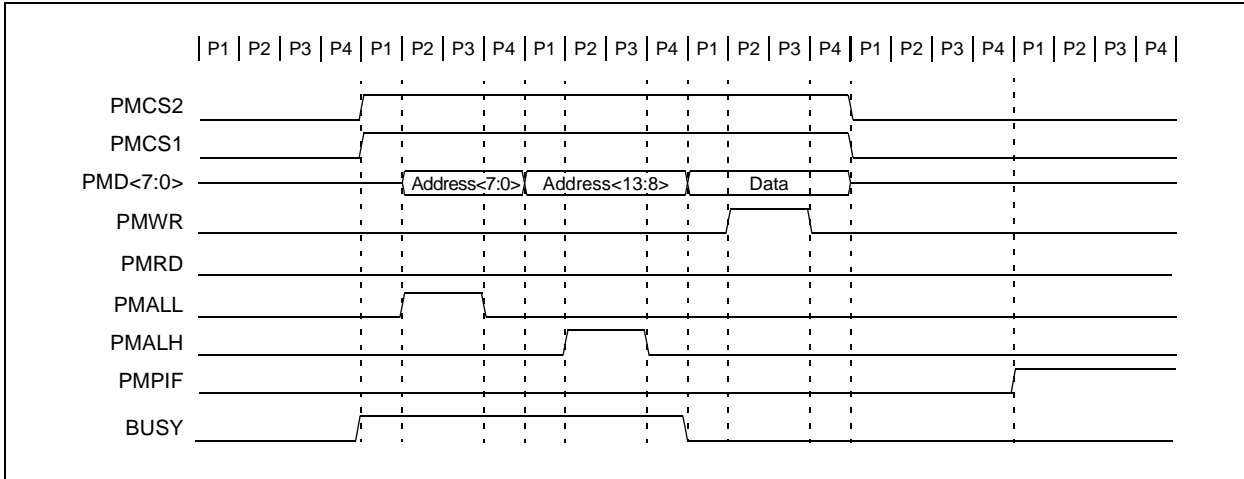 P1 P2 P3 P4 P1 P2 P3 P4 P1 P2 P3 P4 P1 P2 P3 P4 P1 P2 P3 P4 P1 P2 P3 P4
PMCS2
PMCS1
PMD<7:0> Address<7:0> Address<13:8> Data
PMWR
PMRD
PMALL
PMALH
PMPIF
BUSY